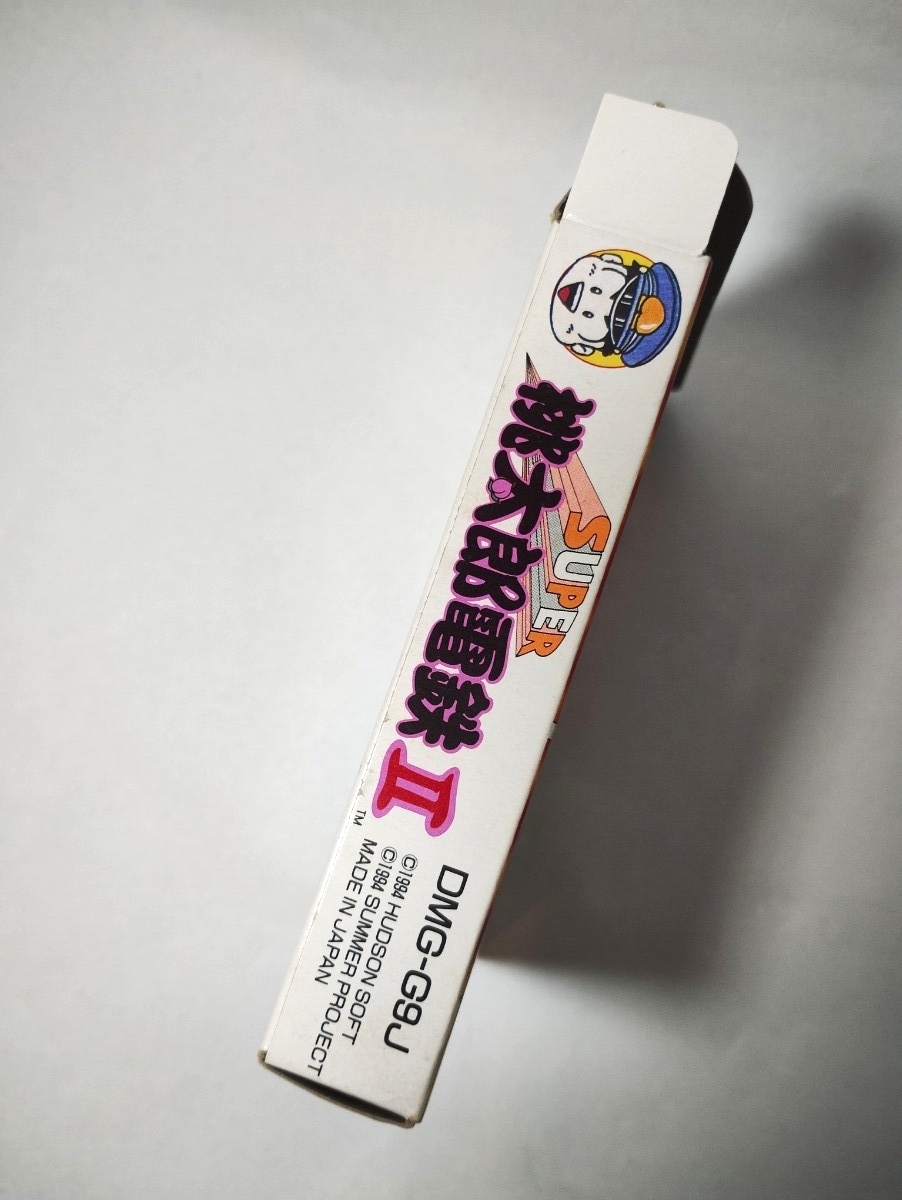 SUPER
桃太郎電鉄II
TM
DMG-G9J
©1994 HUDSON SOFT
©1994 SUMMER PROJECT
MADE IN JAPAN